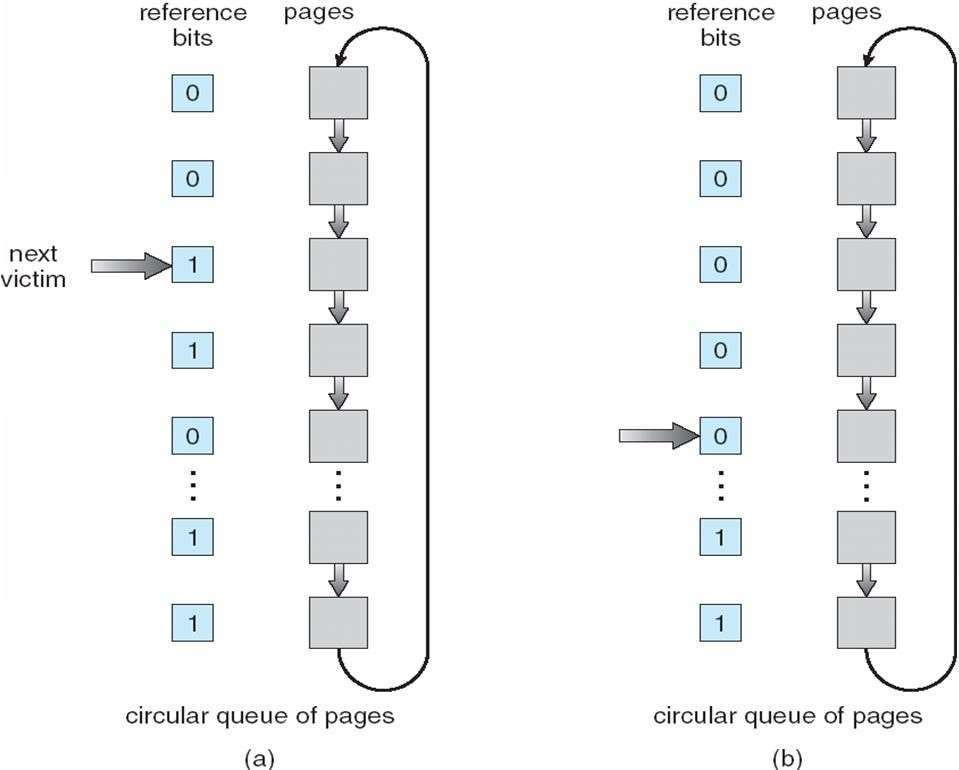 reference pages
bits
0
0
next
victim
1
1
0
1
1
circular queue of pages
(a)
reference pages
bits
0
0
0
0
0
1
1
circular queue of pages
(b)